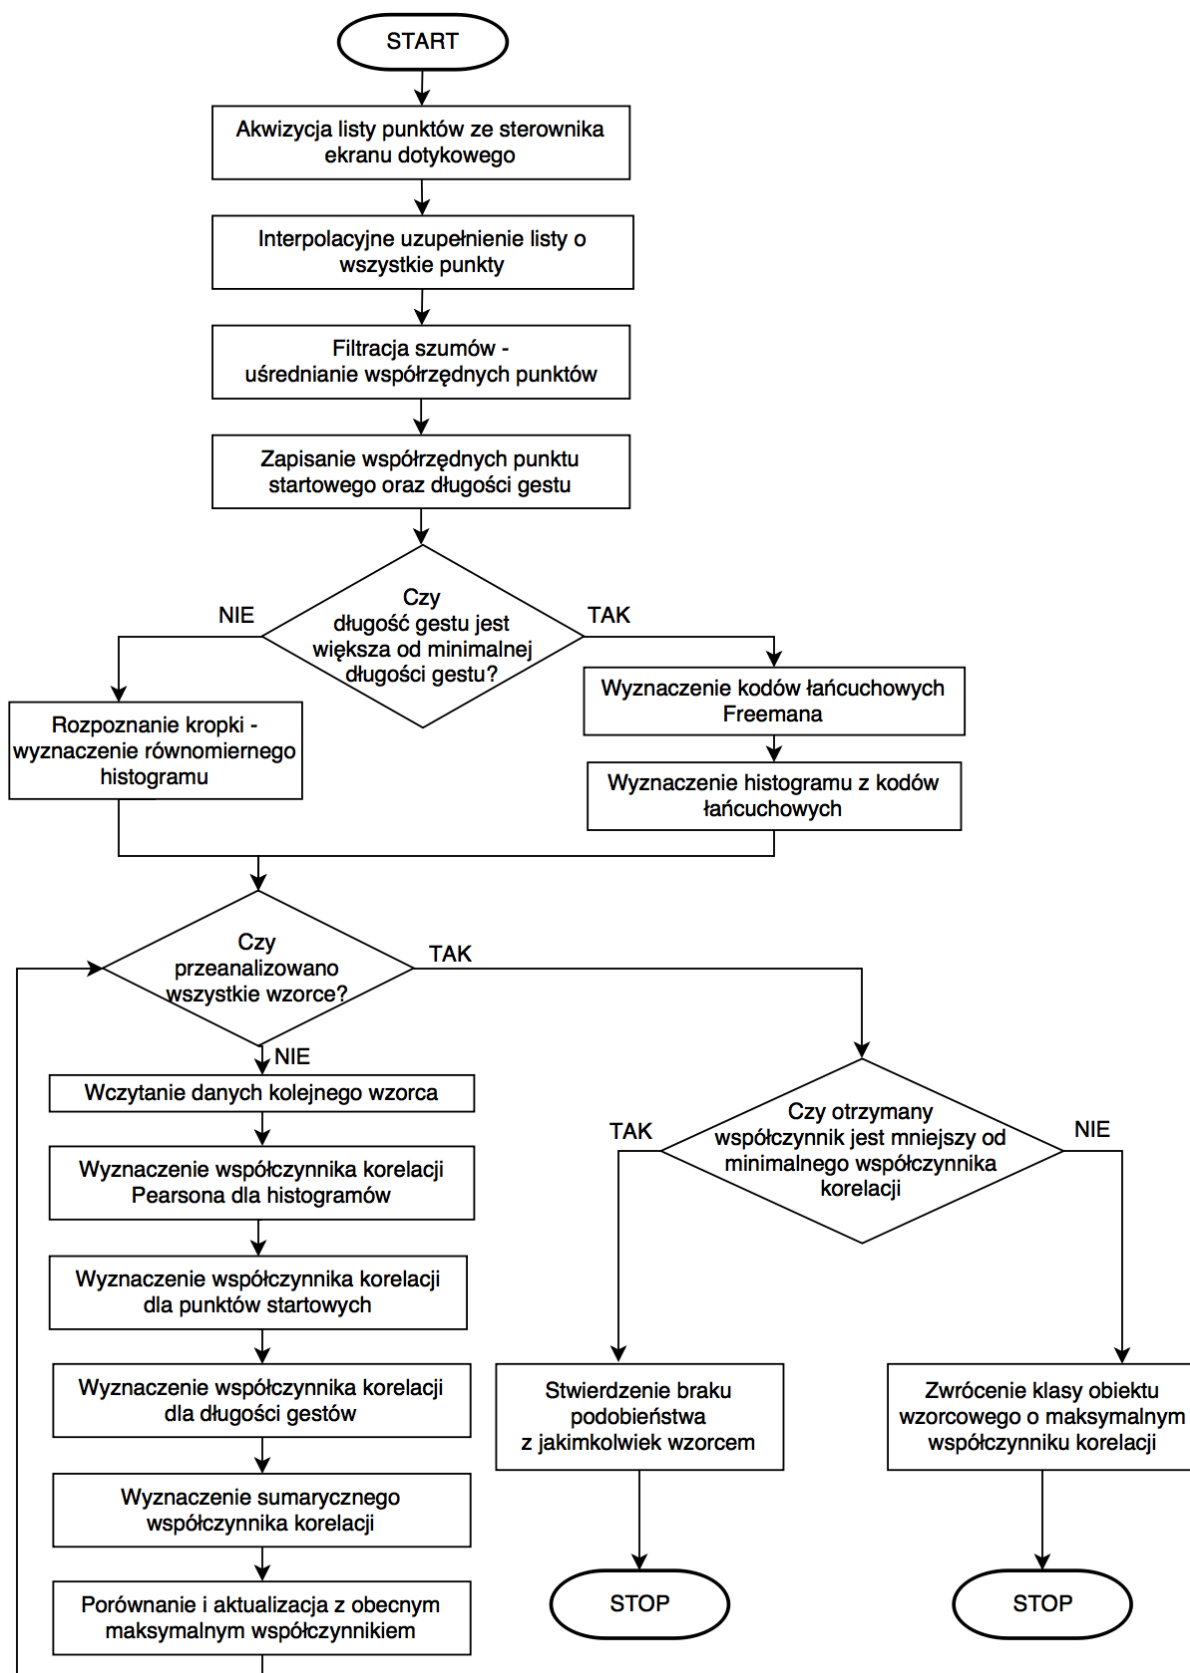 START
Akwizycja listy punktów ze sterownika
ekranu dotykowego
Interpolacyjne uzupełnienie listy o
wszystkie punkty
Filtracja szumów -
uśrednianie współrzędnych punktów
Zapisanie współrzędnych punktu
startowego oraz długości gestu
Czy
długość gestu jest
większa od minimalnej
długości gestu?
NIE
TAK
Rozpoznanie kropki -
wyznaczenie równomiernego
histogramu
Wyznaczenie kodów łańcuchowych
Freemana
Wyznaczenie histogramu z kodów
łańcuchowych
Czy
przeanalizowano
wszystkie wzorce?
TAK
NIE
Wczytanie danych kolejnego wzorca
Wyznaczenie współczynnika korelacji
Pearsona dla histogramów
Wyznaczenie współczynnika korelacji
dla punktów startowych
Wyznaczenie współczynnika korelacji
dla długości gestów
Wyznaczenie sumarycznego
współczynnika korelacji
Porównanie i aktualizacja z obecnym
maksymalnym współczynnikiem
Czy otrzymany
współczynnik jest mniejszy od
minimalnego współczynnika
korelacji
TAK
NIE
Stwierdzenie braku
podobieństwa
z jakimkolwiek wzorcem
STOP
Zwrócenie klasy obiektu
wzorcowego o maksymalnym
współczynniku korelacji
STOP